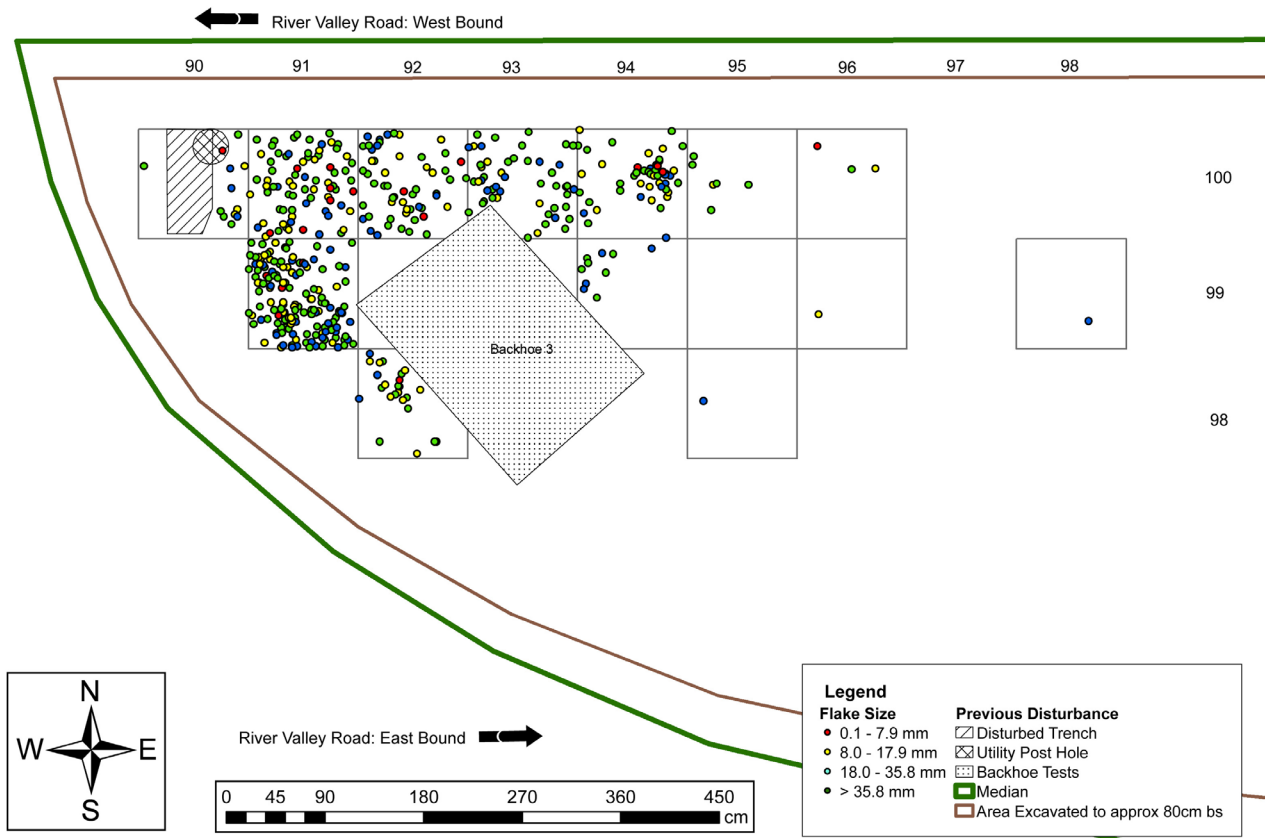 River Valley Road: West Bound
90 91 92 93 94 95 96 97 98
100
99
Backhoe 3
98
N
W E
S
River Valley Road: East Bound
0 45 90 180 270 360 450
cm
Legend
Flake Size
0.1 - 7.9 mm
8.0 - 17.9 mm
18.0 - 35.8 mm
> 35.8 mm
Previous Disturbance
Disturbed Trench
Utility Post Hole
Backhoe Tests
Median
Area Excavated to approx 80cm bs